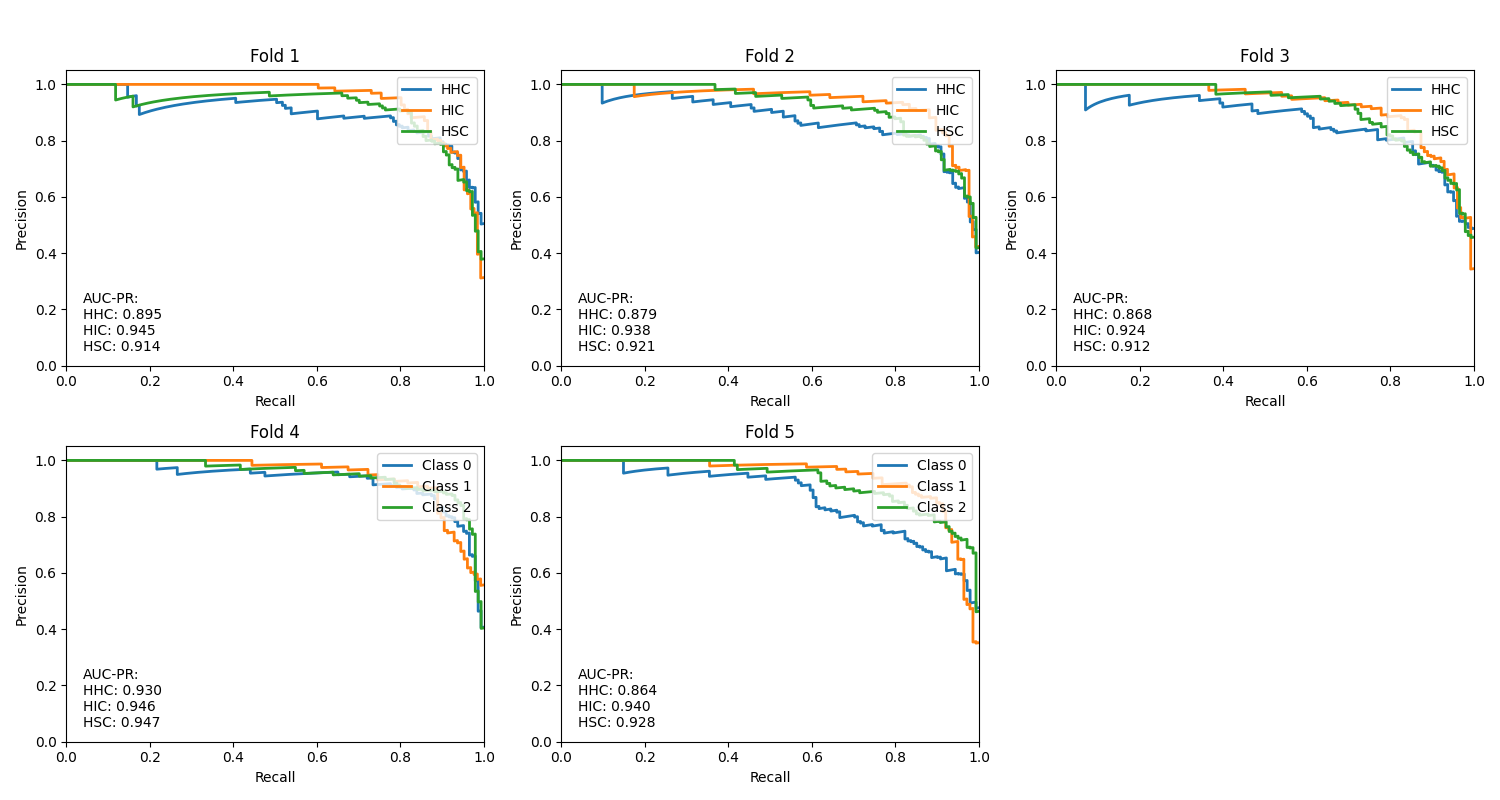 Fold 1
1.0
0.8
0.6
0.4
0.2
0.0
Precision
HHC
HIC
HSC
AUC-PR:
HHC: 0.895
HIC: 0.945
HSC: 0.914
0.0 0.2 0.4 0.6 0.8 1.0
Recall
Fold 2
1.0
0.8
0.6
0.4
0.2
0.0
Precision
HHC
HIC
HSC
AUC-PR:
HHC: 0.879
HIC: 0.938
HSC: 0.921
0.0 0.2 0.4 0.6 0.8 1.0
Recall
Fold 3
1.0
0.8
0.6
0.4
0.2
0.0
Precision
HHC
HIC
HSC
AUC-PR:
HHC: 0.868
HIC: 0.924
HSC: 0.912
0.0 0.2 0.4 0.6 0.8 1.0
Recall
Fold 4
1.0
0.8
0.6
0.4
0.2
0.0
Precision
Class 0
Class 1
Class 2
AUC-PR:
HHC: 0.930
HIC: 0.946
HSC: 0.947
0.0 0.2 0.4 0.6 0.8 1.0
Recall
Fold 5
1.0
0.8
0.6
0.4
0.2
0.0
Precision
Class 0
Class 1
Class 2
AUC-PR:
HHC: 0.864
HIC: 0.940
HSC: 0.928
0.0 0.2 0.4 0.6 0.8 1.0
Recall